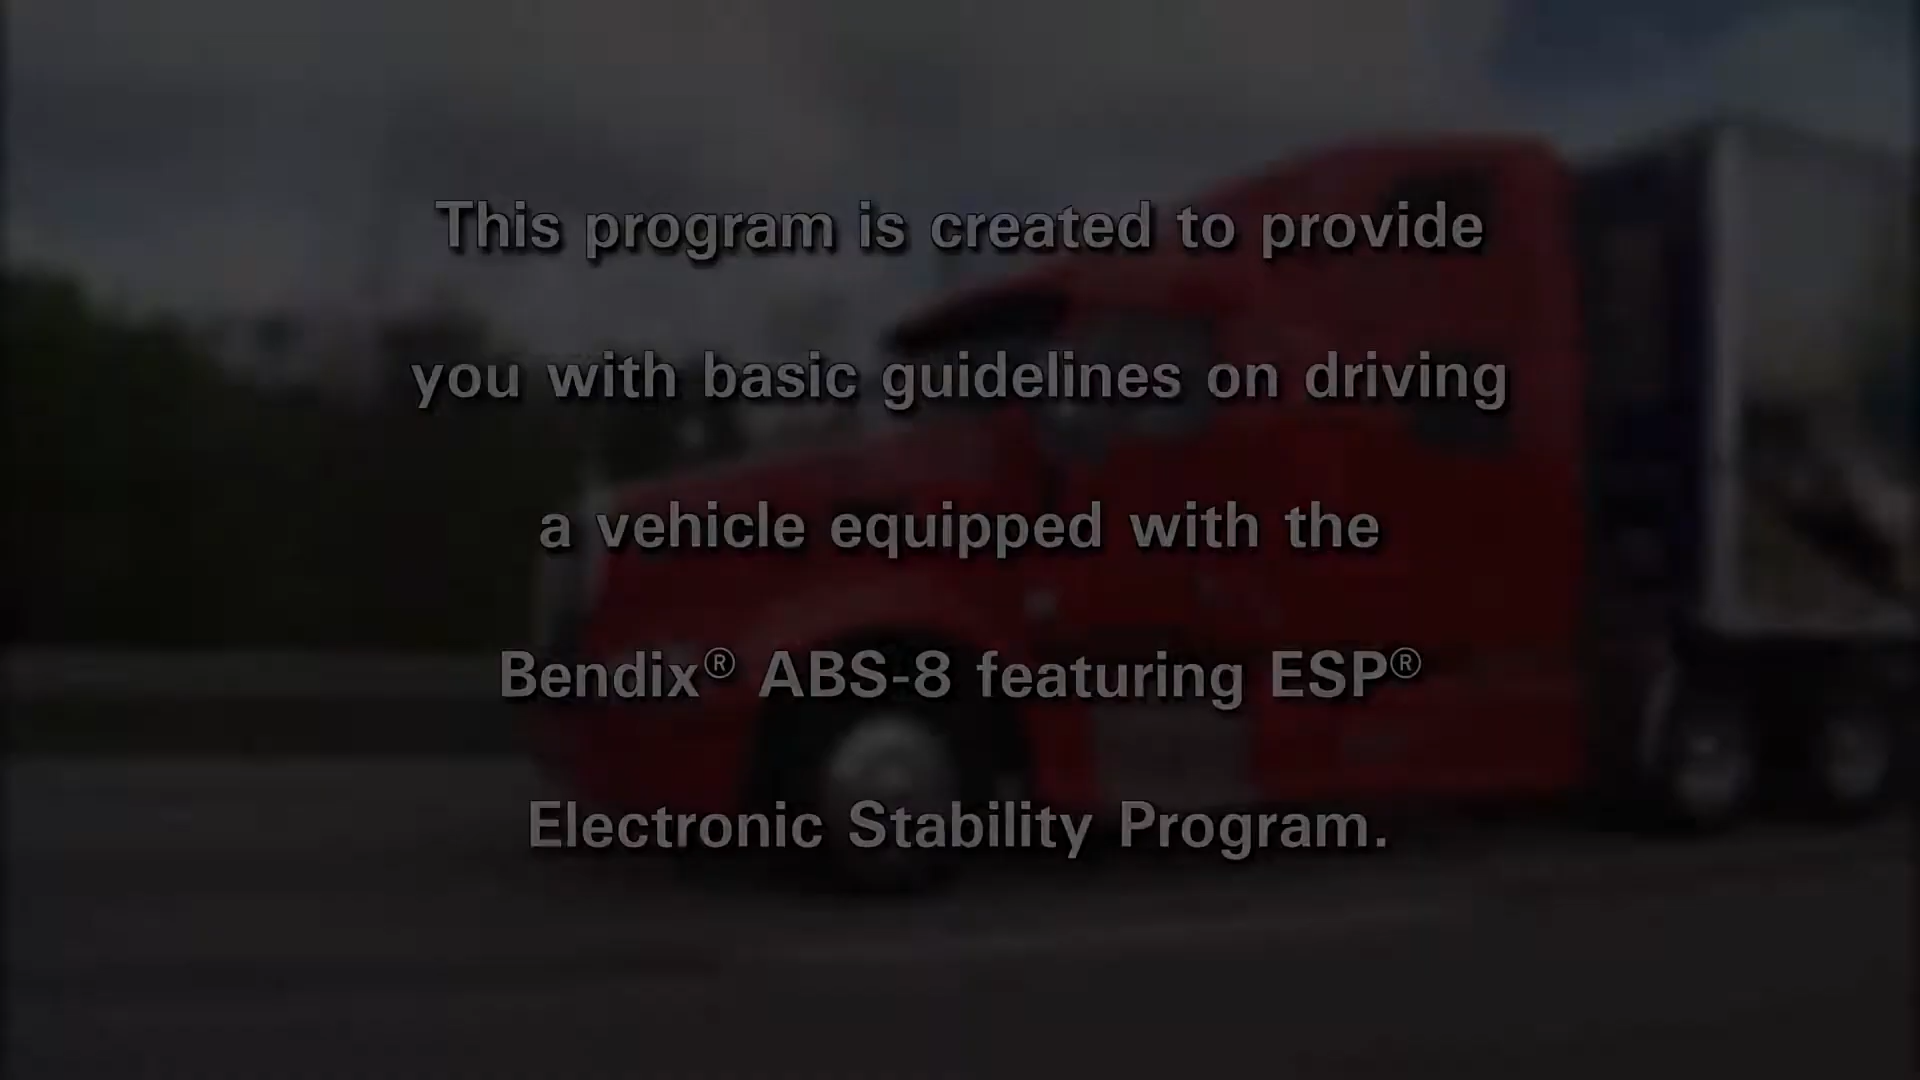 This program is created to provide
you with basic guidelines on driving
a vehicle equipped with the
Bendix® ABS-8 featuring ESP®
Electronic Stability Program.